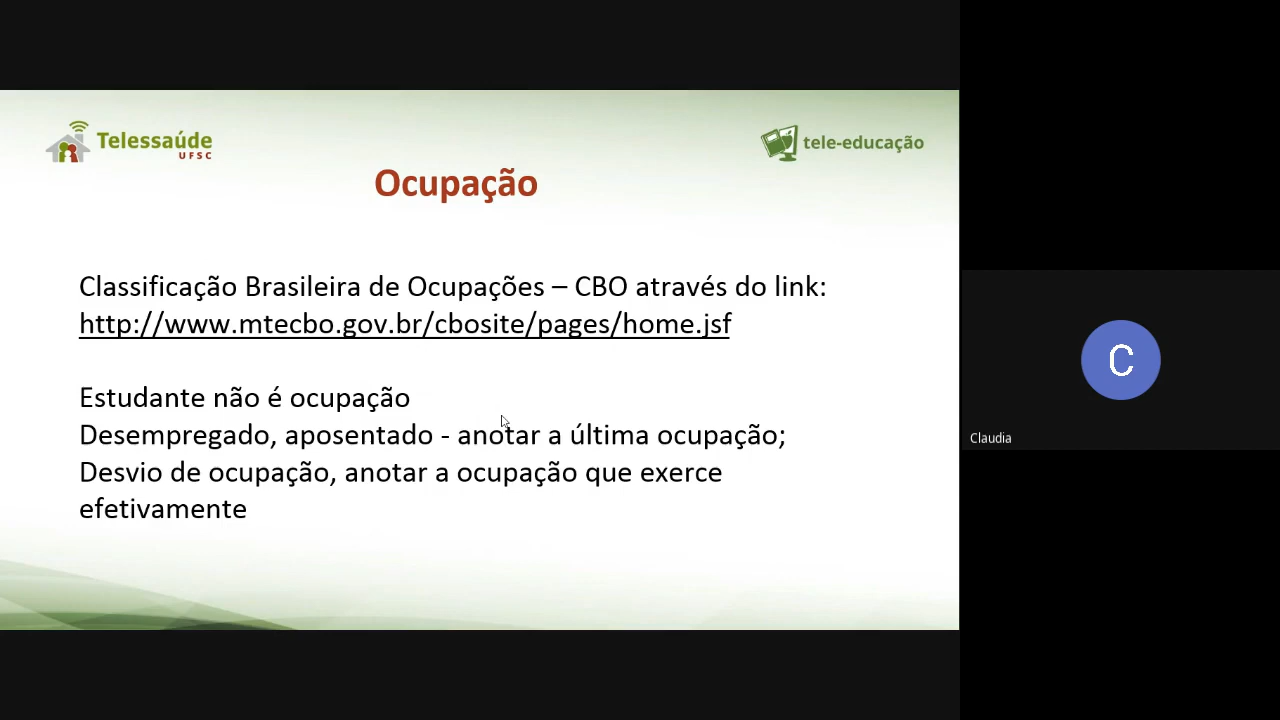 Telessaúde
UFSC
tele-educação
Ocupação
Classificação Brasileira de Ocupações – CBO através do link:
http://www.mtecbo.gov.br/cbosite/pages/home.jsf
Estudante não é ocupação
Desempregado, aposentado - anotar a última ocupação;
Desvio de ocupação, anotar a ocupação que exerce
efetivamente
C
Claudia